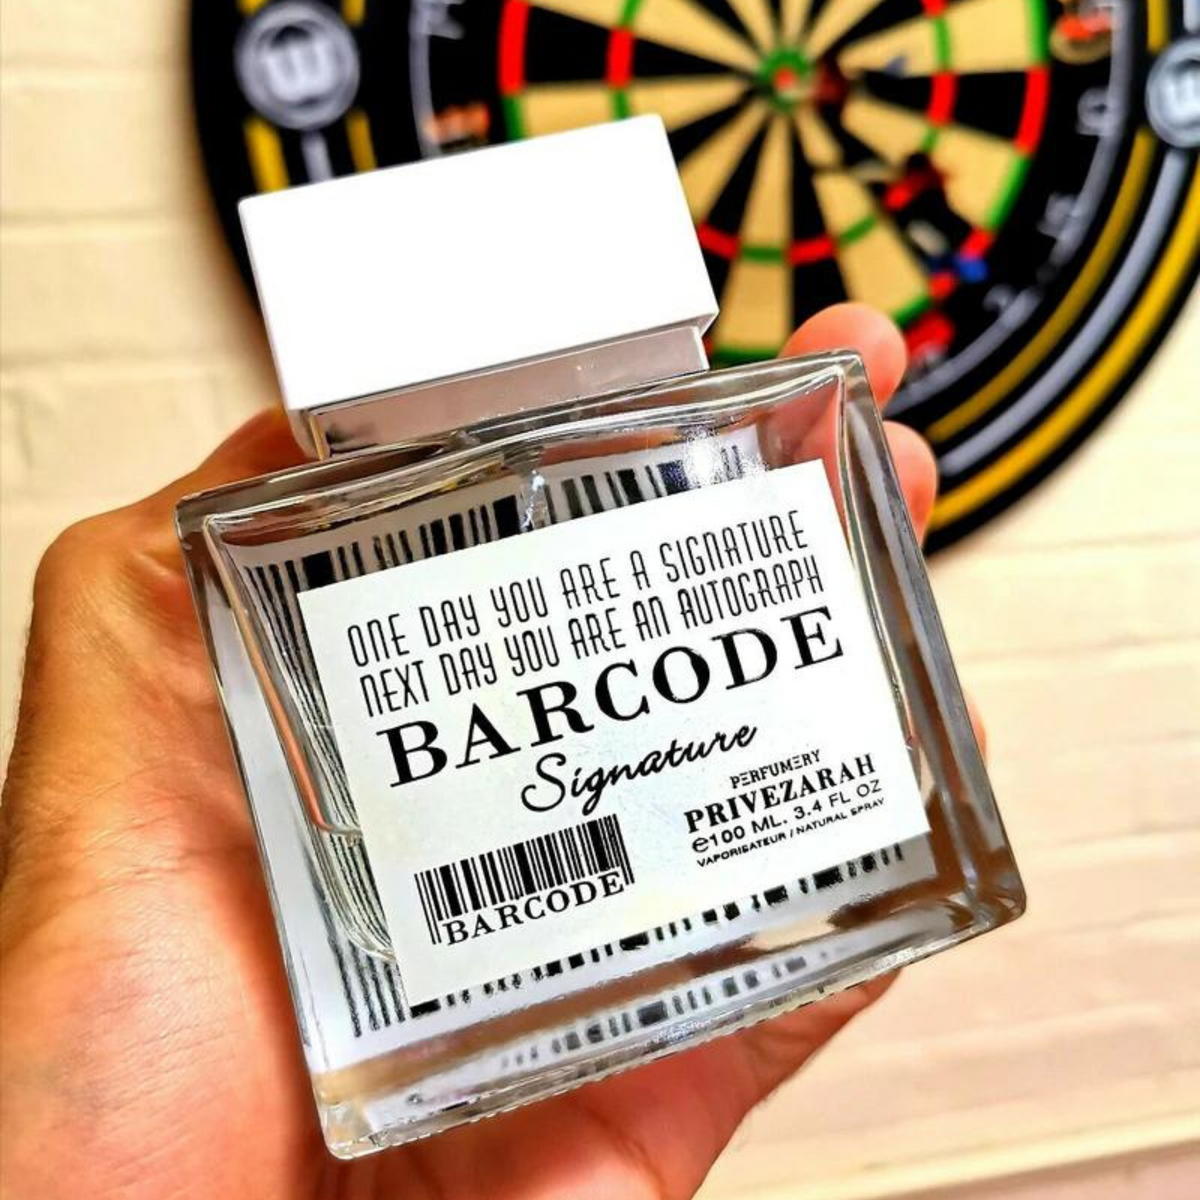 ONE DAY YOU ARE A SIGNATURE
NEXT DAY YOU ARE AN AUTOGRAPH
BARCODE
Signature
PERFUMERY
PRIVEZARAH
℮100 ML. 3.4 FL OZ
VAPORISATEUR / NATURAL SPRAY
BARCODE